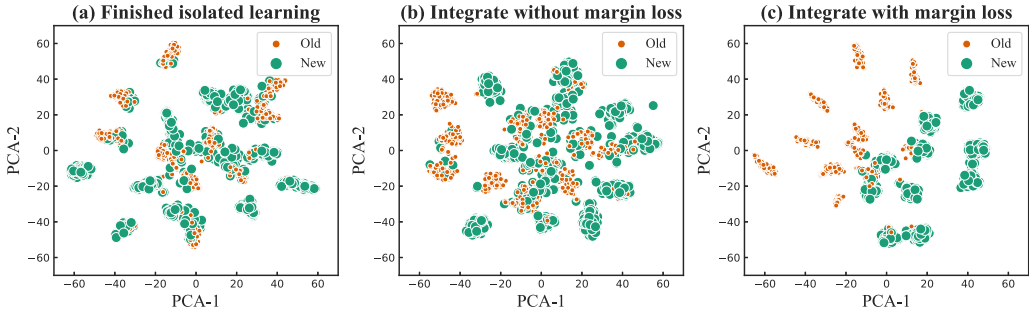 (a) Finished isolated learning
Old
New
60
40
20
0
−20
−40
−60
−60 −40 −20 0 20 40 60
PCA-2
PCA-1
(b) Integrate without margin loss
Old
New
60
40
20
0
−20
−40
−60
−60 −40 −20 0 20 40 60
PCA-2
PCA-1
(c) Integrate with margin loss
Old
New
60
40
20
0
−20
−40
−60
−60 −40 −20 0 20 40 60
PCA-2
PCA-1